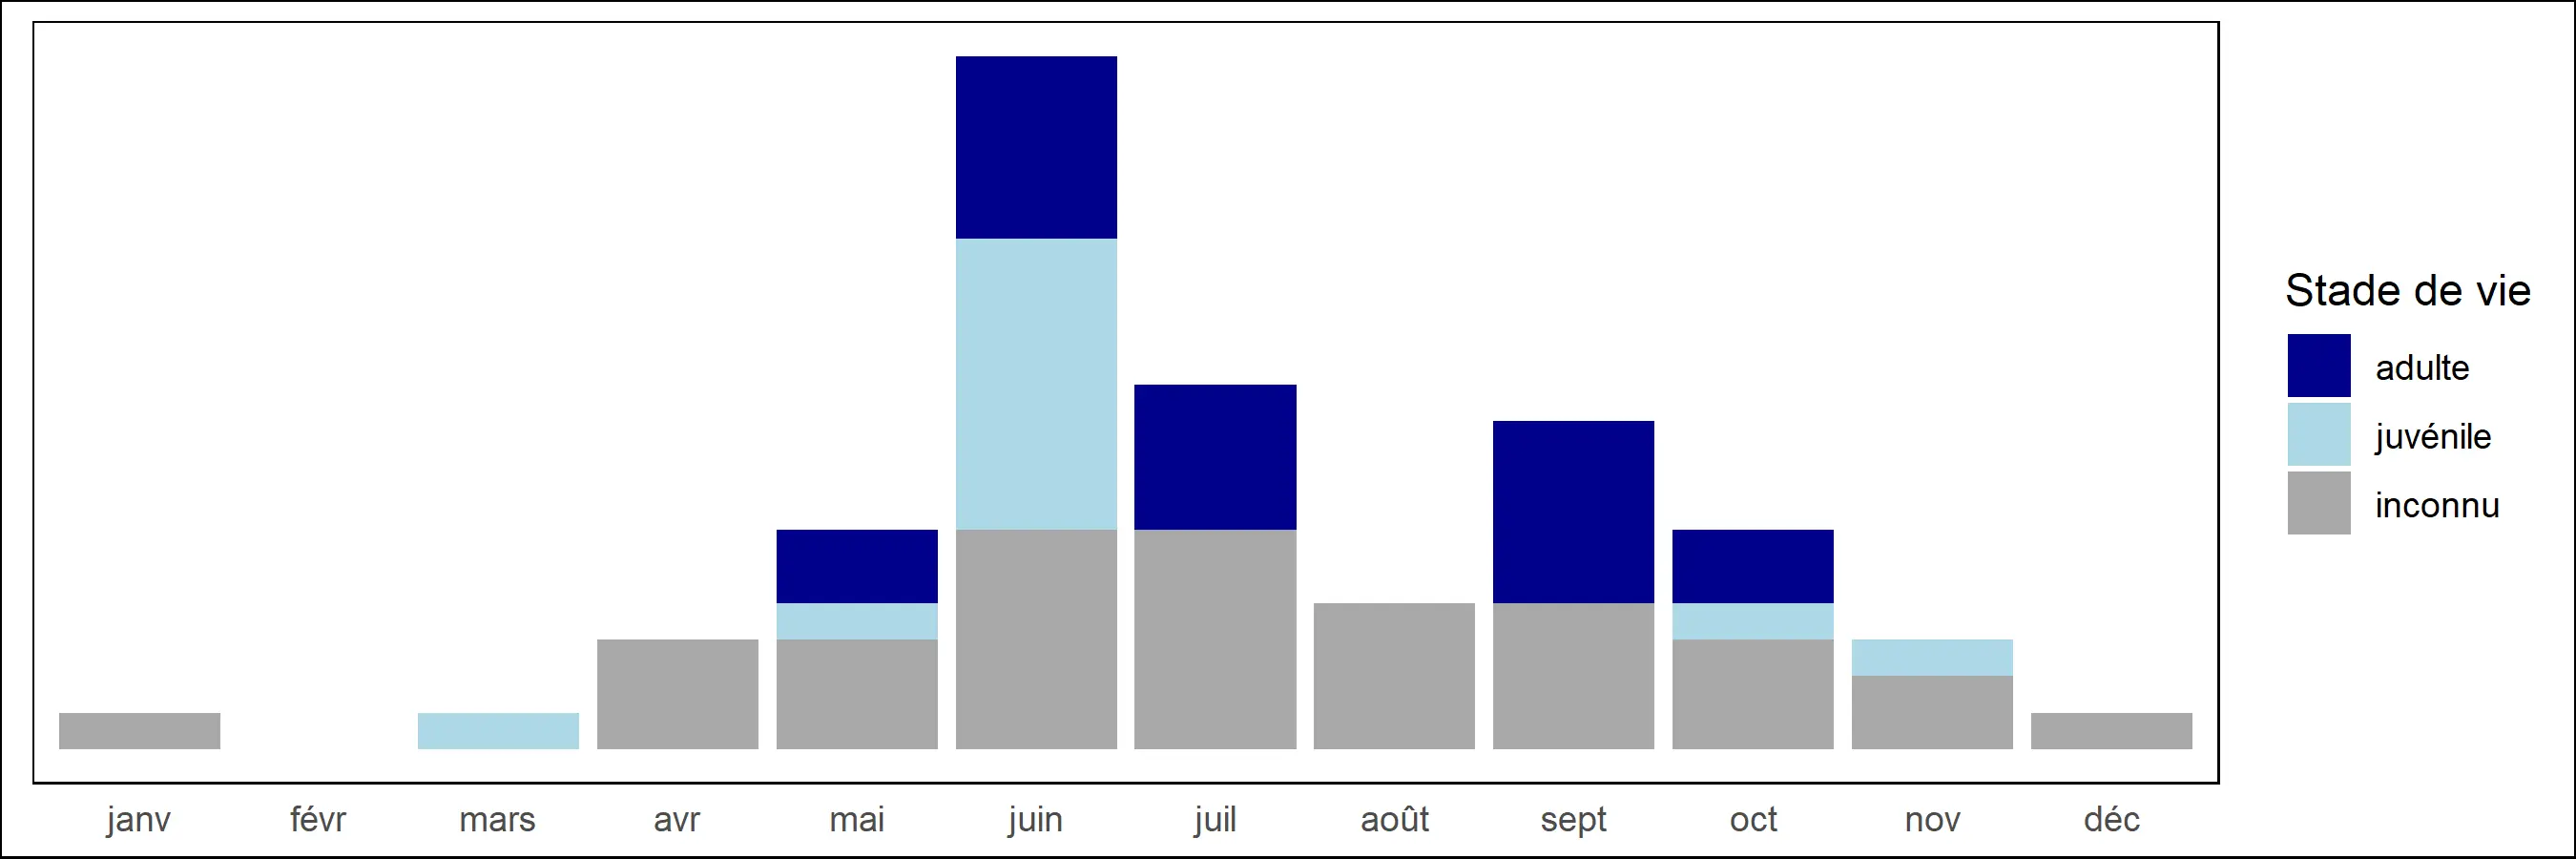 Stade de vie
adulte
juvénile
inconnu
janv févr mars avr mai juin juil août sept oct nov déc